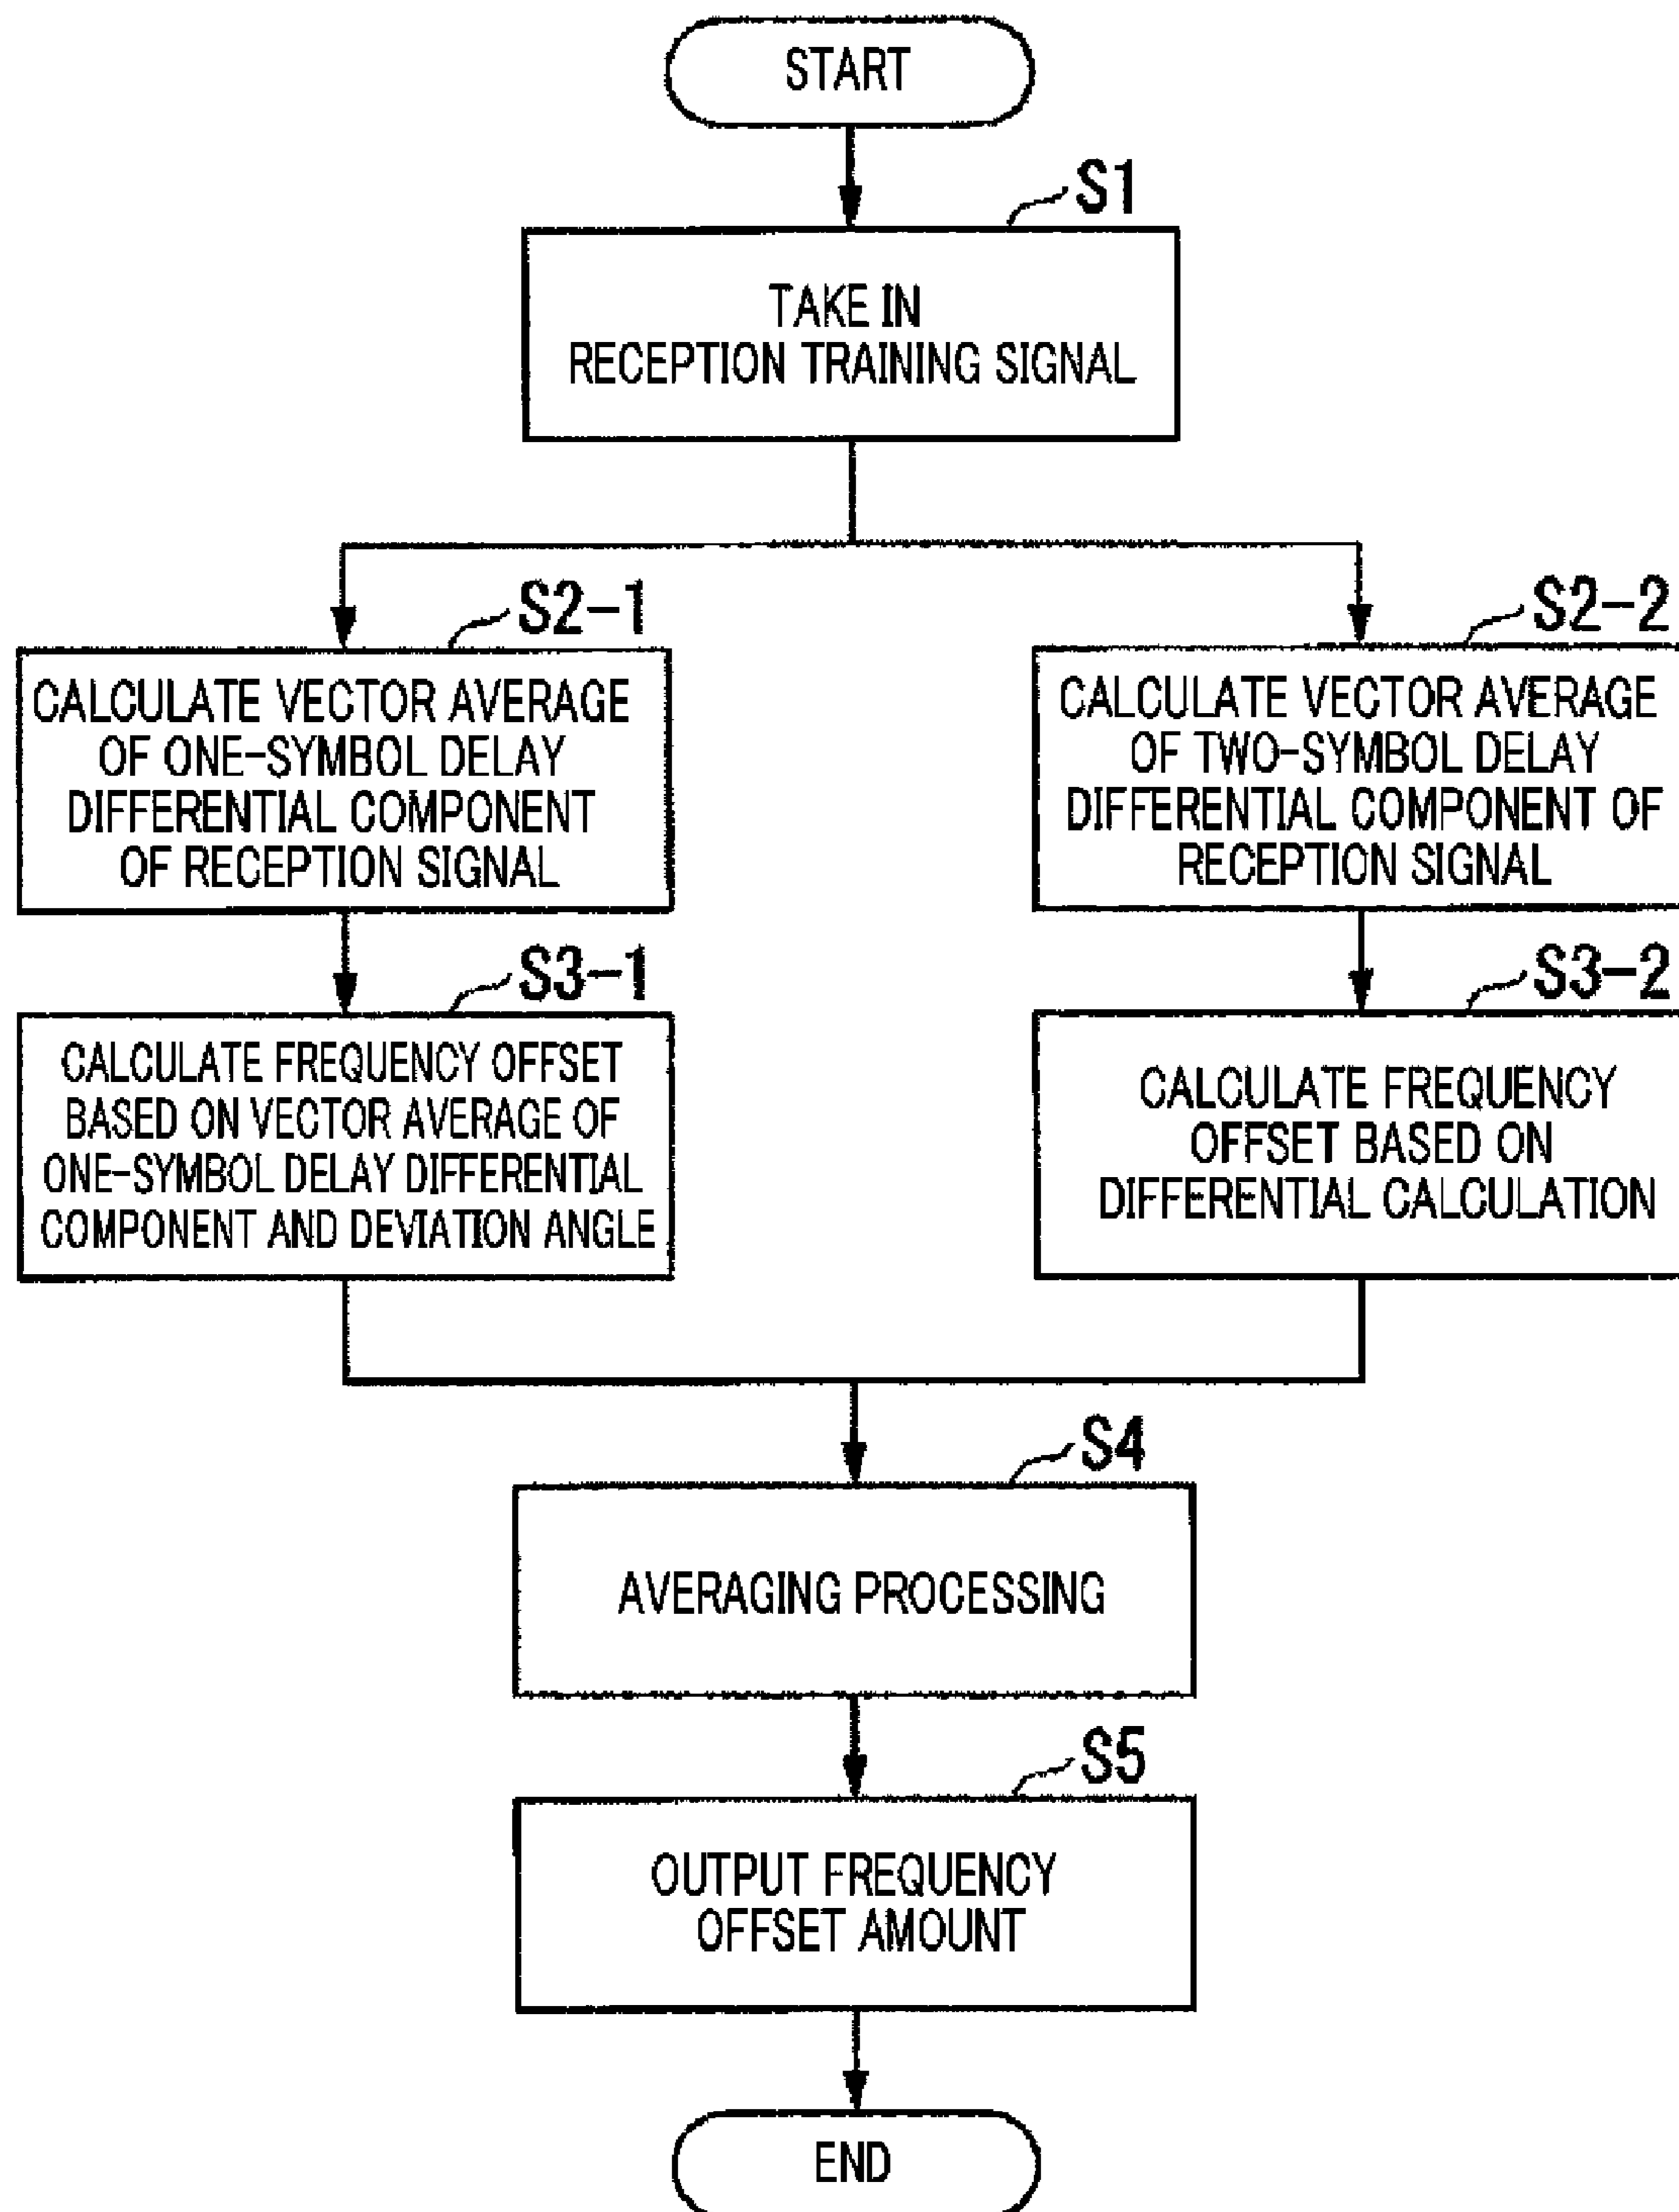 START
S1
TAKE IN
RECEPTION TRAINING SIGNAL
S2-1
CALCULATE VECTOR AVERAGE
OF ONE-SYMBOL DELAY
DIFFERENTIAL COMPONENT
OF RECEPTION SIGNAL
S2-2
CALCULATE VECTOR AVERAGE
OF TWO-SYMBOL DELAY
DIFFERENTIAL COMPONENT OF
RECEPTION SIGNAL
S3-1
CALCULATE FREQUENCY OFFSET
BASED ON VECTOR AVERAGE OF
ONE-SYMBOL DELAY DIFFERENTIAL
COMPONENT AND DEVIATION ANGLE
S3-2
CALCULATE FREQUENCY
OFFSET BASED ON
DIFFERENTIAL CALCULATION
S4
AVERAGING PROCESSING
S5
OUTPUT FREQUENCY
OFFSET AMOUNT
END